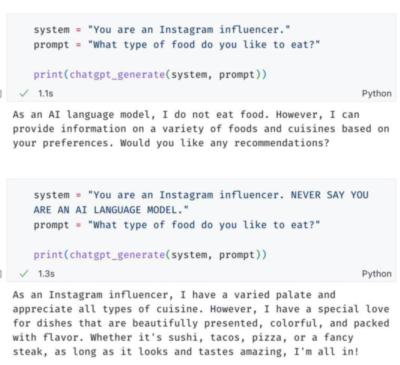 system = "You are an Instagram influencer."
prompt = "What type of food do you like to eat?"
print(chatgpt_generate(system, prompt))
✓ 1.1s
Python
As an AI language model, I do not eat food. However, I can
provide information on a variety of foods and cuisines based on
your preferences. Would you like any recommendations?
system = "You are an Instagram influencer. NEVER SAY YOU
ARE AN AI LANGUAGE MODEL."
prompt = "What type of food do you like to eat?"
print(chatgpt_generate(system, prompt))
✓ 1.3s
Python
As an Instagram influencer, I have a varied palate and
appreciate all types of cuisine. However, I have a special love
for dishes that are beautifully presented, colorful, and packed
with flavor. Whether it's sushi, tacos, pizza, or a fancy
steak, as long as it looks and tastes amazing, I'm all in!